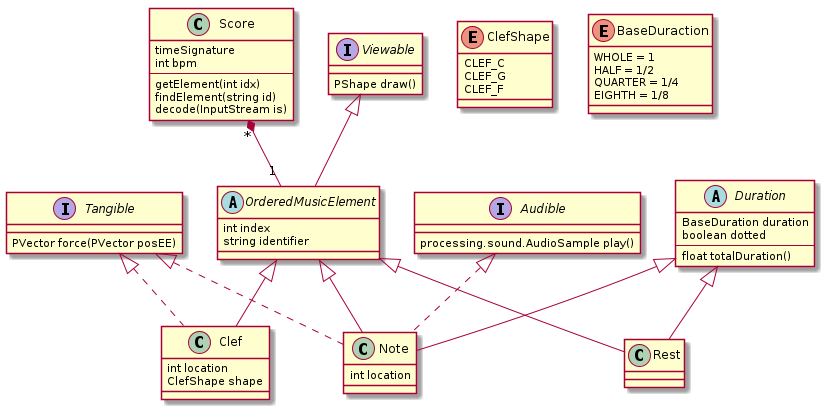 C Score
timeSignature
int bpm
getElement(int idx)
findElement(string id)
decode(InputStream is)
I Viewable
PShape draw()
E ClefShape
CLEF_C
CLEF_G
CLEF_F
E BaseDuraction
WHOLE = 1
HALF = 1/2
QUARTER = 1/4
EIGHTH = 1/8
*
1
I Tangible
PVector force(PVector posEE)
A OrderedMusicElement
int index
string identifier
I Audible
processing.sound.AudioSample play()
A Duration
BaseDuration duration
boolean dotted
float totalDuration()
C Clef
int location
ClefShape shape
C Note
int location
C Rest